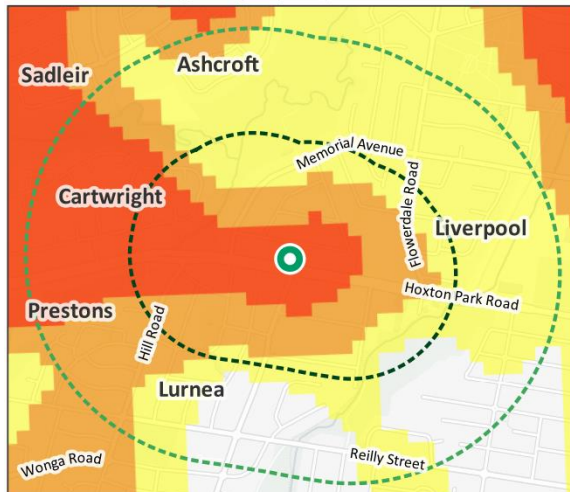 Ashcroft
Sadleir
Memorial Avenue
Cartwright
Flowerdale Road
Liverpool
Hoxton Park Road
Prestons
Hill Road
Lurnea
Reilly Street
Wonga Road